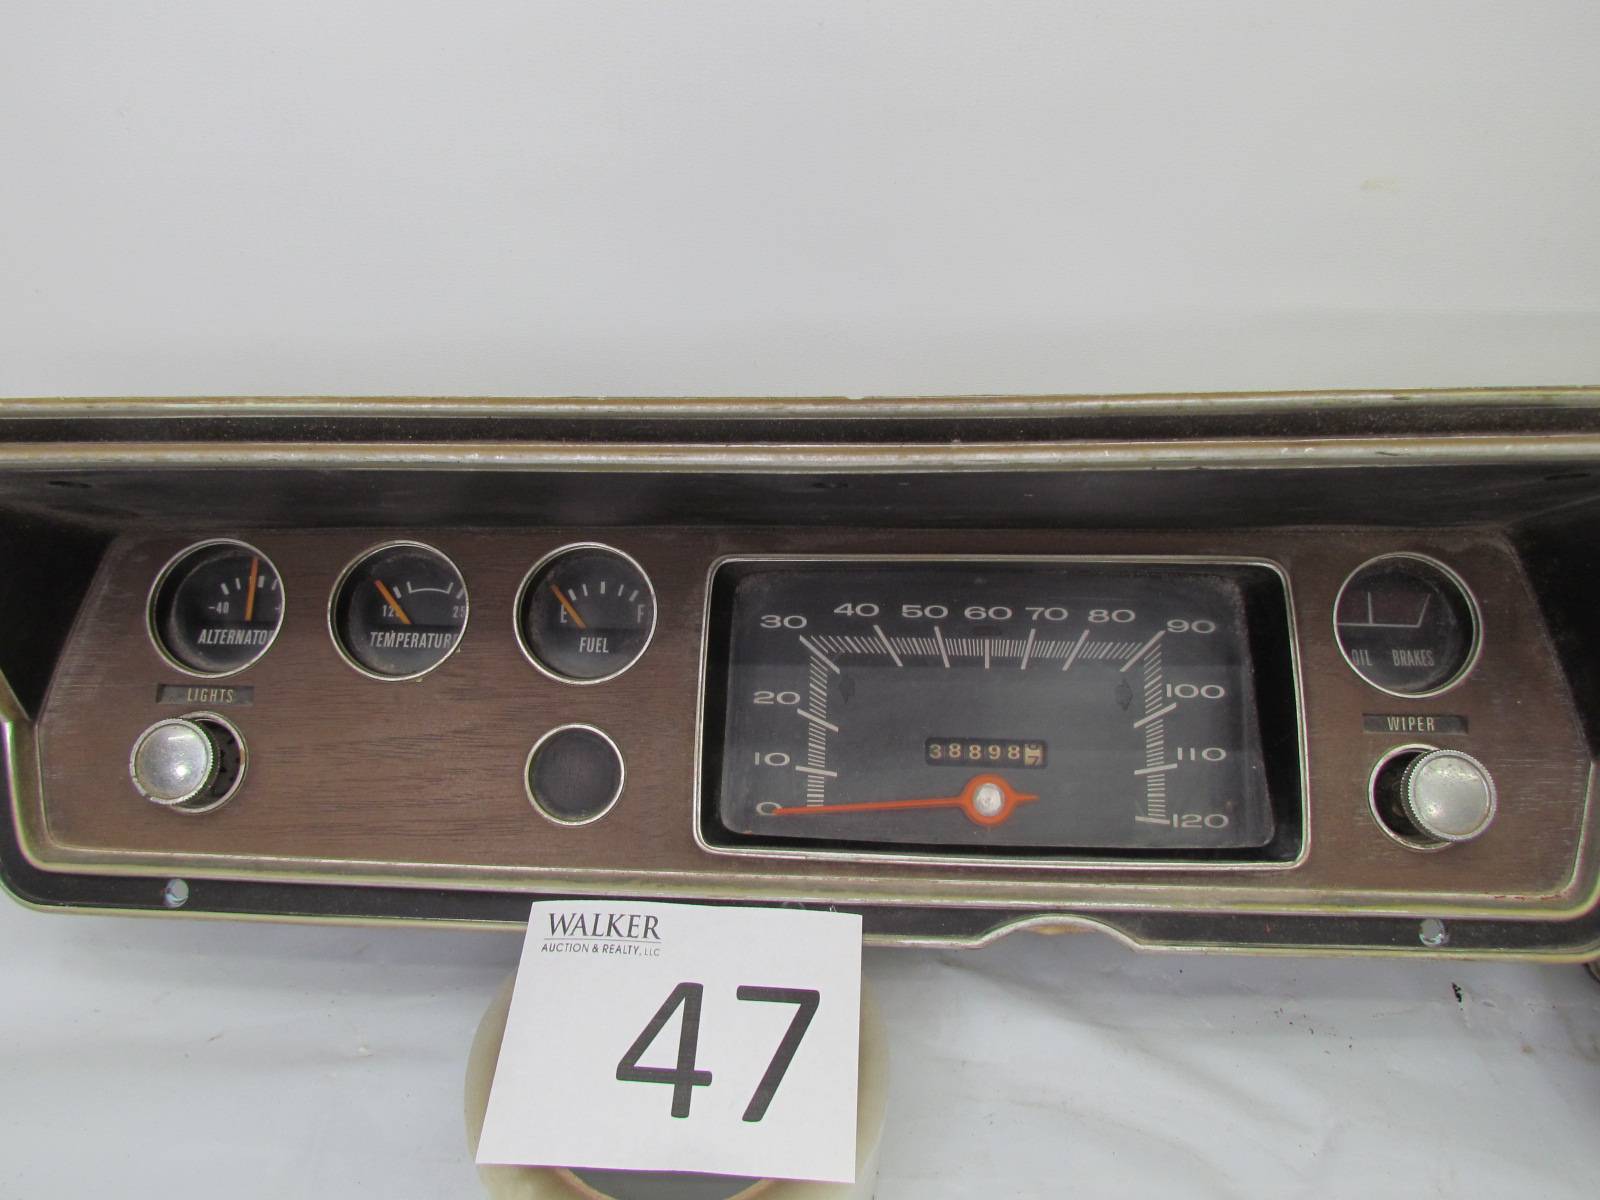 -40
ALTERNATOR
120
25
TEMPERATURE
E F
FUEL
LIGHTS
0
10
20
30
40
50
60
70
80
90
100
110
120
38898
OIL BRAKES
WIPER
WALKER
AUCTION & REALTY, LLC
47